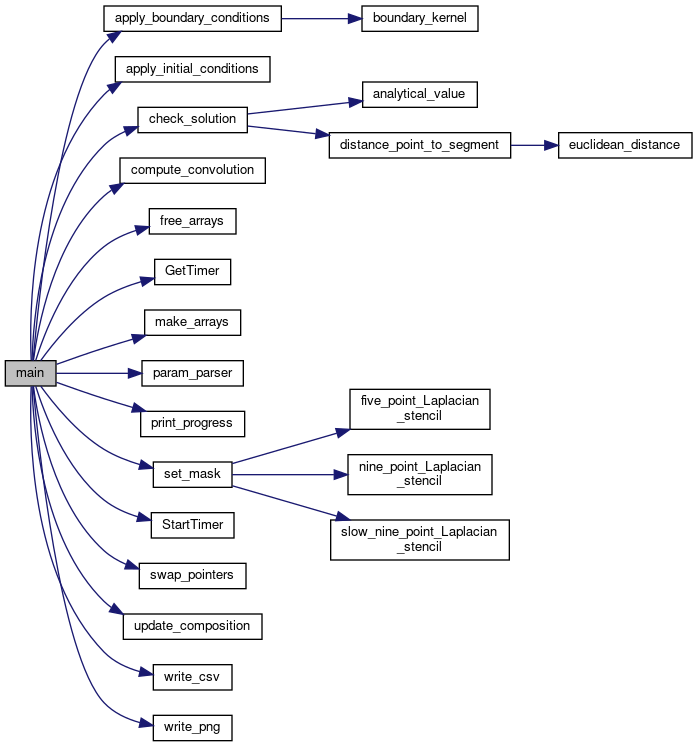 apply_boundary_conditions
boundary_kernel
apply_initial_conditions
check_solution
analytical_value
distance_point_to_segment
euclidean_distance
compute_convolution
free_arrays
GetTimer
make_arrays
main
param_parser
print_progress
set_mask
five_point_Laplacian
_stencil
nine_point_Laplacian
_stencil
slow_nine_point_Laplacian
_stencil
StartTimer
swap_pointers
update_composition
write_csv
write_png